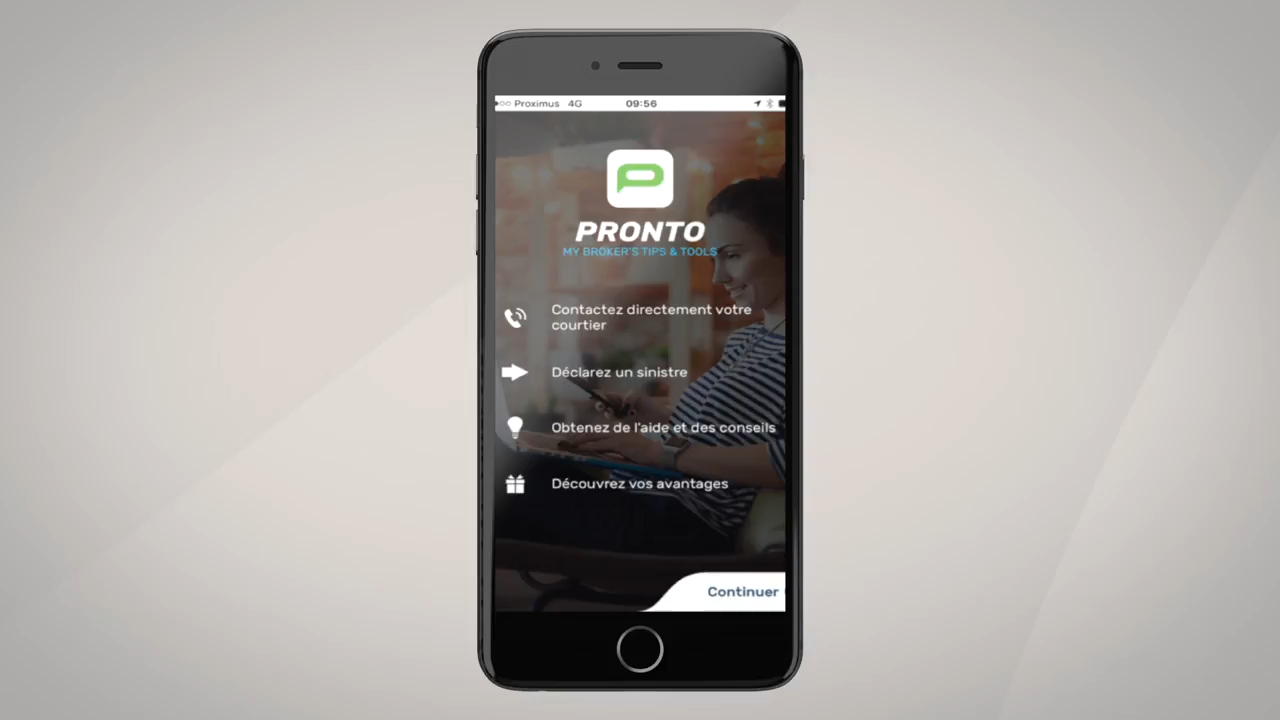 Proximus 4G 09:56
PRONTO
MY BROKER'S TIPS & TOOLS
Contactez directement votre
courtier
Déclarez un sinistre
Obtenez de l'aide et des conseils
Découvrez vos avantages
Continuer